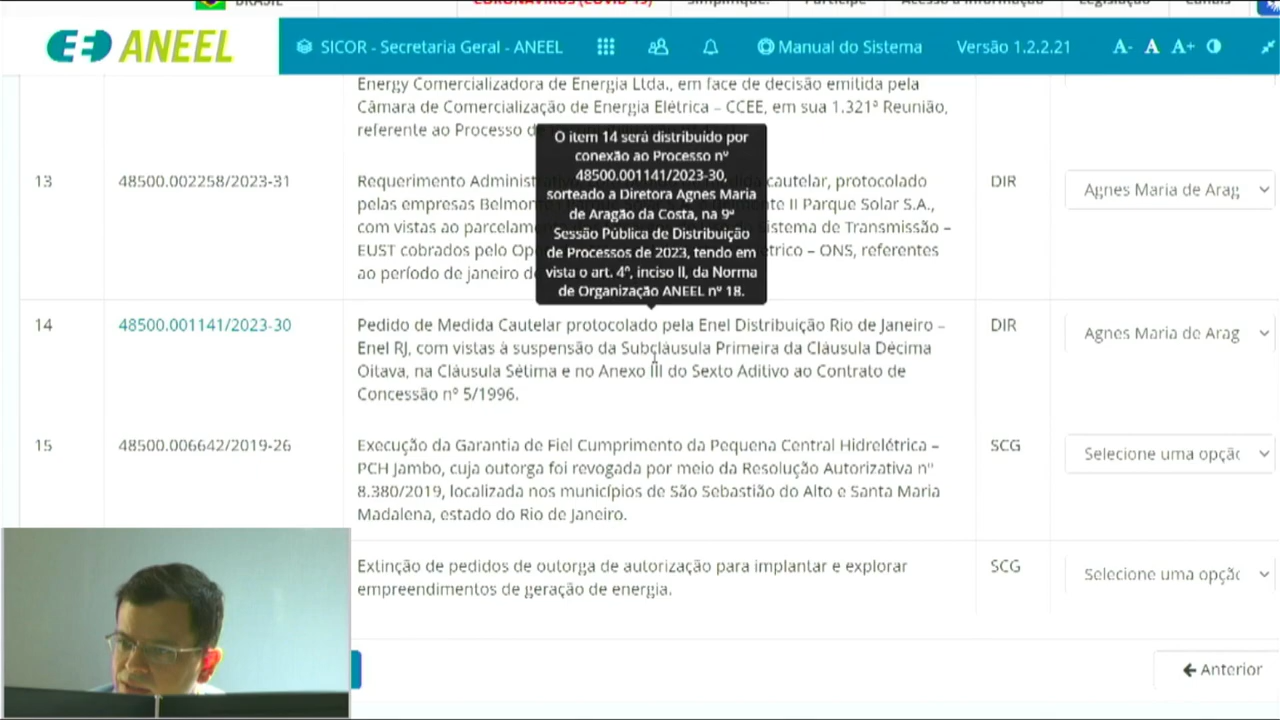 BRASIL
CORONAVÍRUS (COVID-19)
Simplifique!
Participe
Acesso à informação
Legislação
Canais
ANEEL
SICOR - Secretaria Geral - ANEEL
Manual do Sistema
Versão 1.2.2.21
A- A A+
Energy Comercializadora de Energia Ltda., em face de decisão emitida pela
Câmara de Comercialização de Energia Elétrica – CCEE, em sua 1.321ª Reunião,
referente ao Processo d
O item 14 será distribuído por
conexão ao Processo nº
48500.001141/2023-30,
sorteado a Diretora Agnes Maria
de Aragão da Costa, na 9ª
Sessão Pública de Distribuição
de Processos de 2023, tendo em
vista o art. 4º, inciso II, da Norma
de Organização ANEEL nº 18.
13
48500.002258/2023-31
Requerimento Administ cautelar, protocolado
pelas empresas Belmon II Parque Solar S.A.,
com vistas ao parcelam istema de Transmissão –
EUST cobrados pelo Op étrico – ONS, referentes
ao período de janeiro d
DIR
Agnes Maria de Arag
14
48500.001141/2023-30
Pedido de Medida Cautelar protocolado pela Enel Distribuição Rio de Janeiro –
Enel RJ, com vistas à suspensão da Subcláusula Primeira da Cláusula Décima
Oitava, na Cláusula Sétima e no Anexo III do Sexto Aditivo ao Contrato de
Concessão nº 5/1996.
DIR
Agnes Maria de Arag
15
48500.006642/2019-26
Execução da Garantia de Fiel Cumprimento da Pequena Central Hidrelétrica –
PCH Jambo, cuja outorga foi revogada por meio da Resolução Autorizativa nº
8.380/2019, localizada nos municípios de São Sebastião do Alto e Santa Maria
Madalena, estado do Rio de Janeiro.
SCG
Selecione uma opçã
Extinção de pedidos de outorga de autorização para implantar e explorar
empreendimentos de geração de energia.
SCG
Selecione uma opçã
Anterior